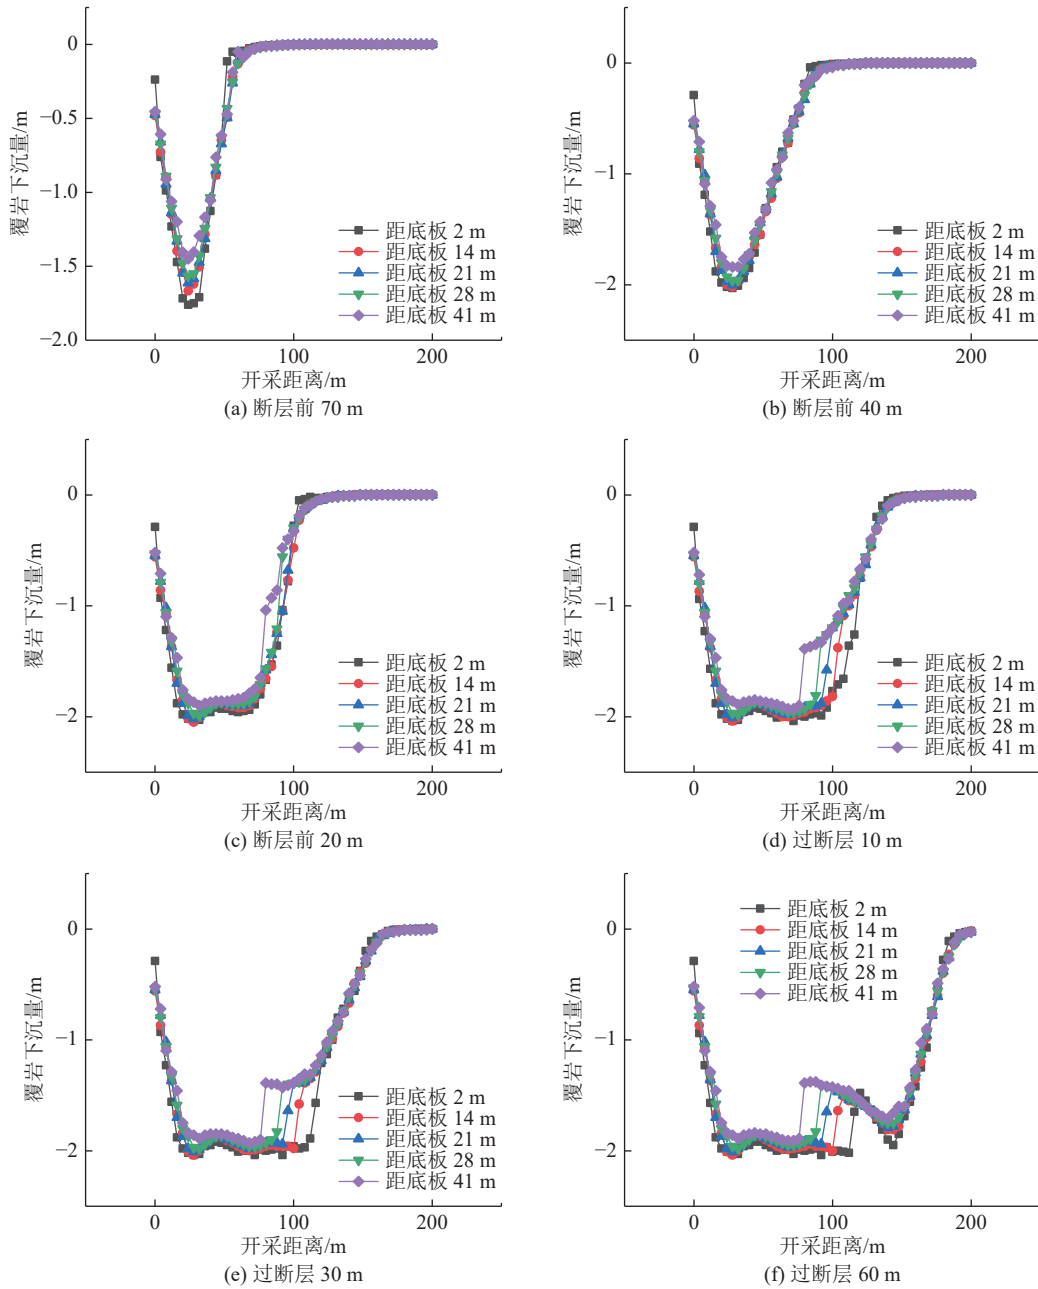 0
−0.5
−1.0
−1.5
−2.0
覆岩下沉量/m
距底板 2 m
距底板 14 m
距底板 21 m
距底板 28 m
距底板 41 m
0
100
200
开采距离/m
(a) 断层前 70 m
0
−1
−2
覆岩下沉量/m
距底板 2 m
距底板 14 m
距底板 21 m
距底板 28 m
距底板 41 m
0
100
200
开采距离/m
(b) 断层前 40 m
0
−1
−2
覆岩下沉量/m
距底板 2 m
距底板 14 m
距底板 21 m
距底板 28 m
距底板 41 m
0
100
200
开采距离/m
(c) 断层前 20 m
0
−1
−2
覆岩下沉量/m
距底板 2 m
距底板 14 m
距底板 21 m
距底板 28 m
距底板 41 m
0
100
200
开采距离/m
(d) 过断层 10 m
0
−1
−2
覆岩下沉量/m
距底板 2 m
距底板 14 m
距底板 21 m
距底板 28 m
距底板 41 m
0
100
200
开采距离/m
(e) 过断层 30 m
0
−1
−2
覆岩下沉量/m
距底板 2 m
距底板 14 m
距底板 21 m
距底板 28 m
距底板 41 m
0
100
200
开采距离/m
(f) 过断层 60 m